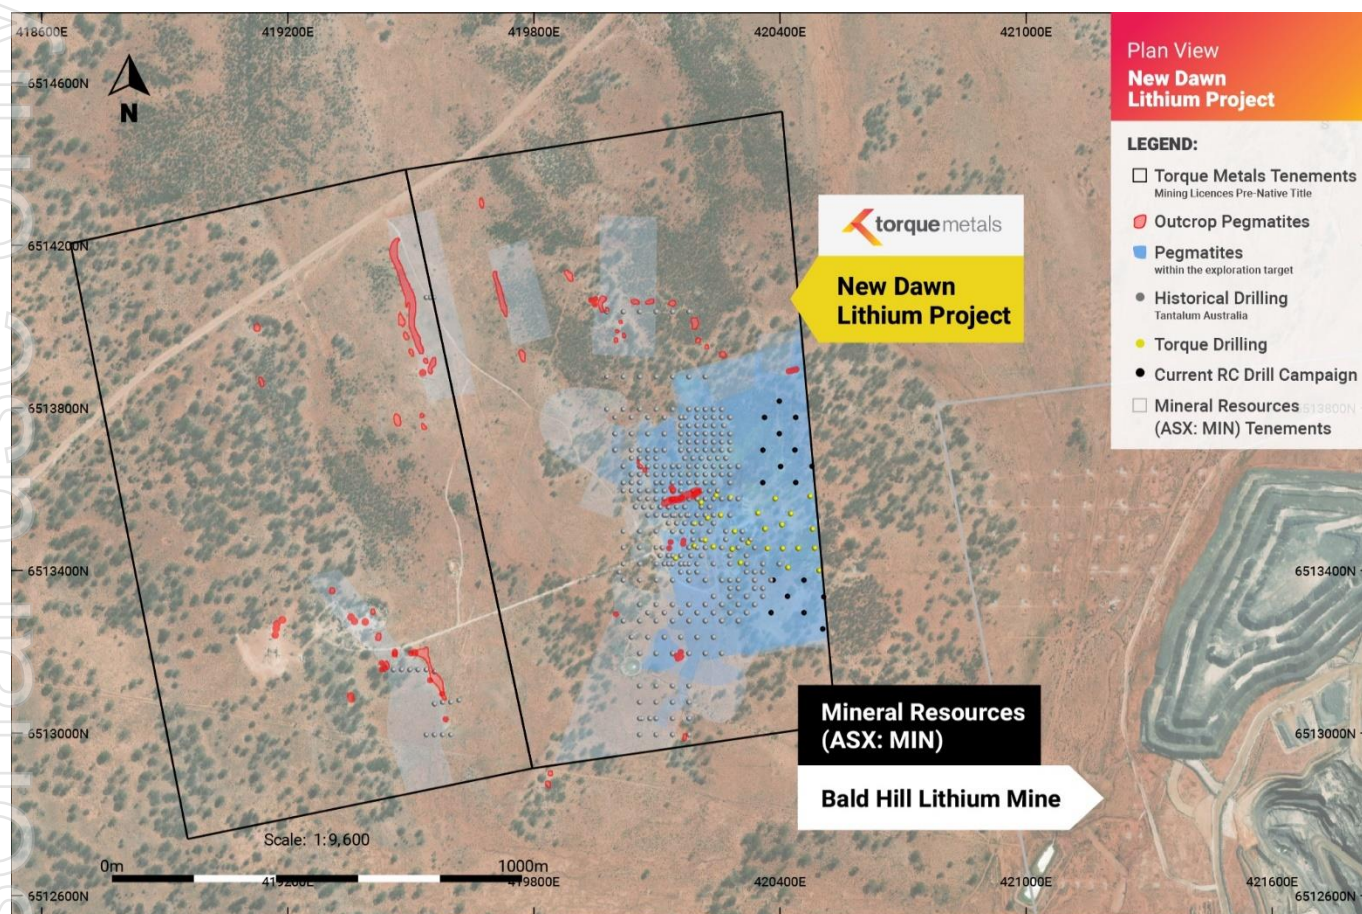 418600E
419200E
419800E
420400E
421000E
6514600N
N
Plan View
New Dawn
Lithium Project
LEGEND:
Torque Metals Tenements
Mining Licences Pre-Native Title
Outcrop Pegmatites
Pegmatites
within the exploration target
Historical Drilling
Tantalum Australia
Torque Drilling
Current RC Drill Campaign
Mineral Resources
(ASX: MIN) Tenements
6514200N
torquemetals
New Dawn
Lithium Project
6513800N
6513800N
6513400N
6513400N
6513000N
Mineral Resources
(ASX: MIN)
6513000N
Bald Hill Lithium Mine
Scale: 1:9,600
0m
1000m
419200E
419800E
420400E
421000E
421600E
6512600N
6512600N